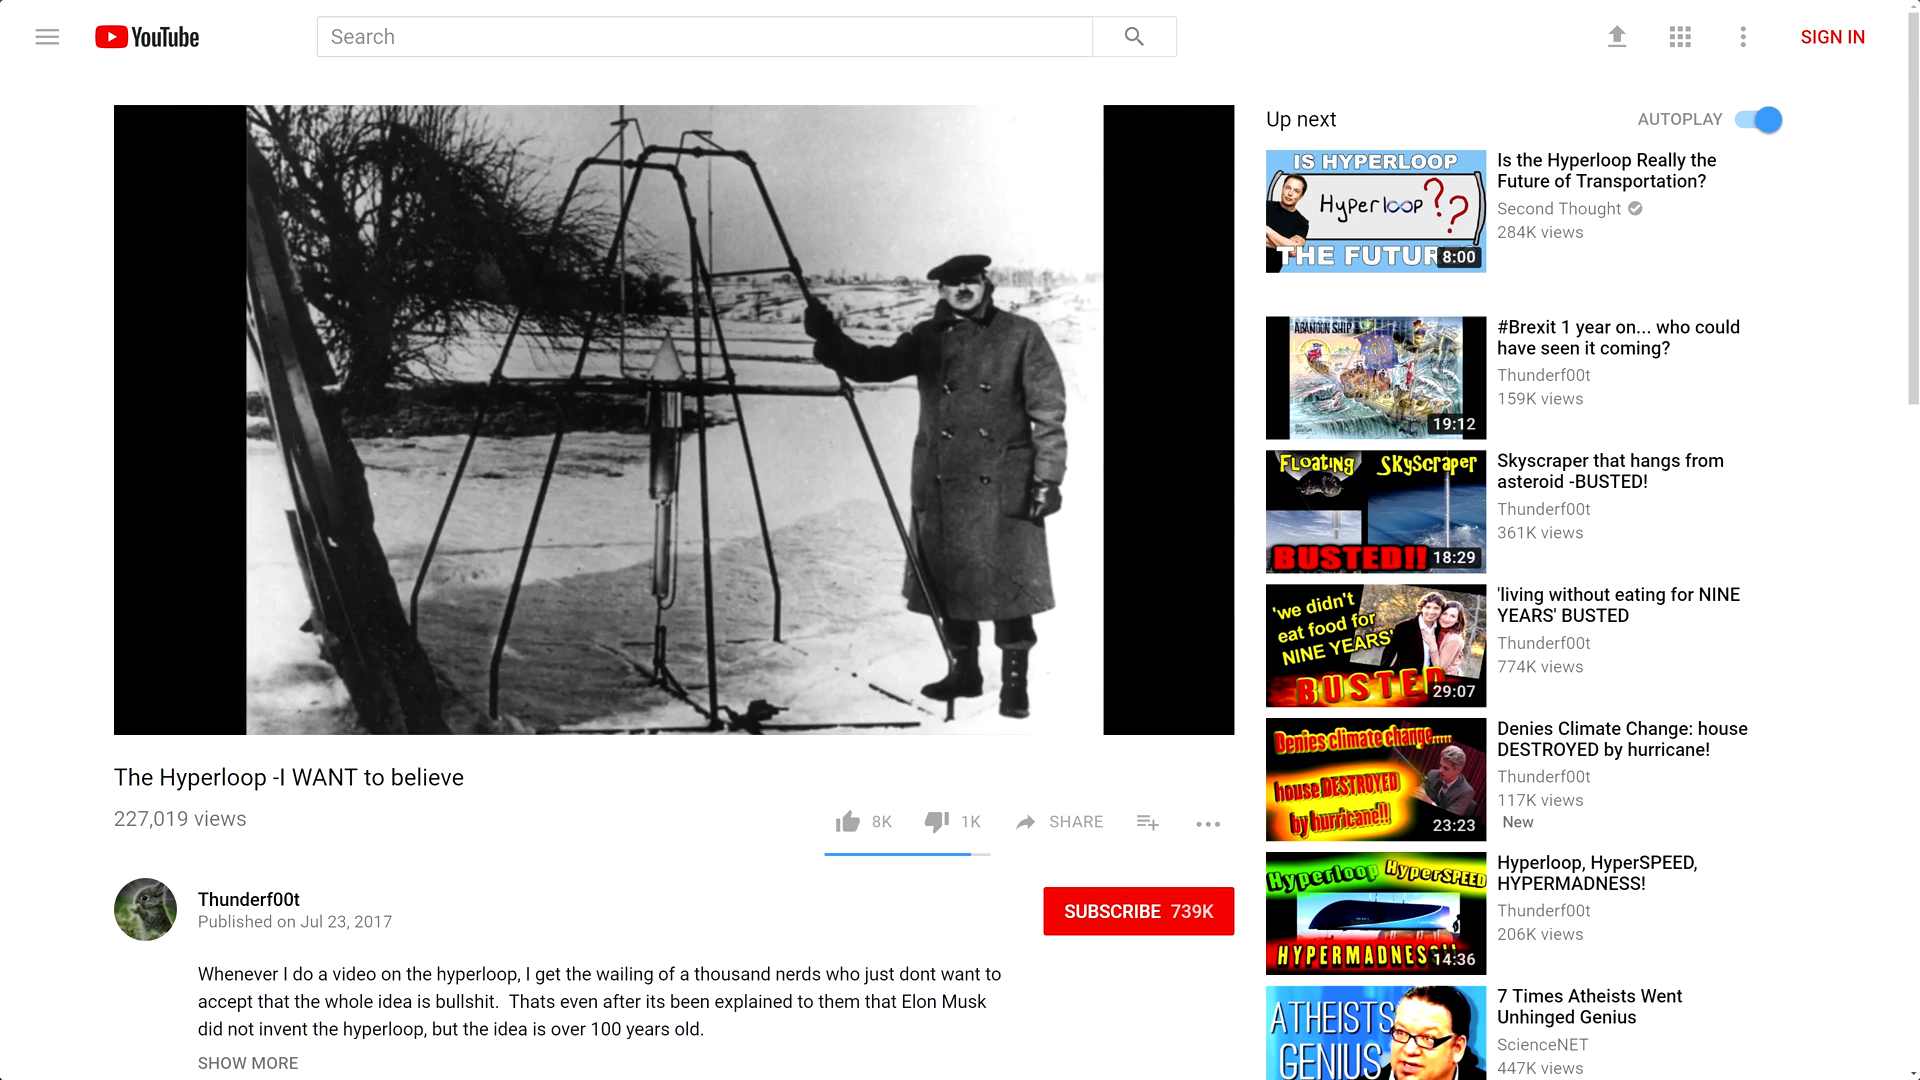 YouTube
Search
SIGN IN
Up next
AUTOPLAY
IS HYPERLOOP
Hyperloop ??
THE FUTUR
8:00
Is the Hyperloop Really the
Future of Transportation?
Second Thought
284K views
ABANDON SHIP
EU
19:12
#Brexit 1 year on... who could
have seen it coming?
Thunderf00t
159K views
Floating Skyscraper
BUSTED!!
18:29
Skyscraper that hangs from
asteroid -BUSTED!
Thunderf00t
361K views
'we didn't
eat food for
NINE YEARS'
BUSTED
29:07
'living without eating for NINE
YEARS' BUSTED
Thunderf00t
774K views
Denies climate change.....
house DESTROYED
by hurricane!!
23:23
Denies Climate Change: house
DESTROYED by hurricane!
Thunderf00t
117K views
New
Hyperloop HyperSPEED
HYPERMADNESS!!
14:36
Hyperloop, HyperSPEED,
HYPERMADNESS!
Thunderf00t
206K views
ATHEISTS
GENIUS
7 Times Atheists Went
Unhinged Genius
ScienceNET
447K views
The Hyperloop -I WANT to believe
227,019 views
8K
1K
SHARE
Thunderf00t
Published on Jul 23, 2017
SUBSCRIBE 739K
Whenever I do a video on the hyperloop, I get the wailing of a thousand nerds who just dont want to
accept that the whole idea is bullshit.  Thats even after its been explained to them that Elon Musk
did not invent the hyperloop, but the idea is over 100 years old.
SHOW MORE